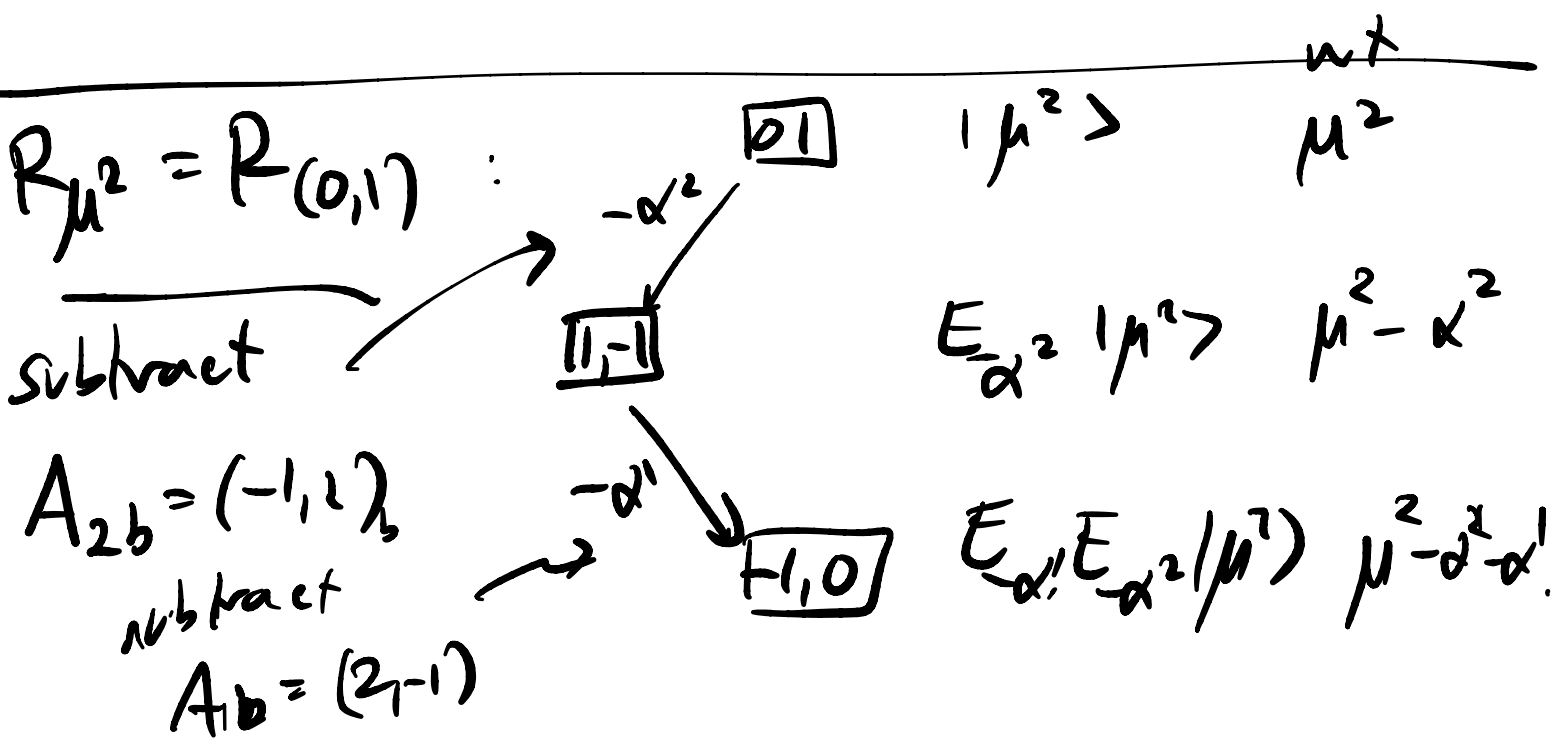 wt
R_{μ²} = R_{(0,1)} : [0 1] |μ²> μ²
-α²
subtract [1,-1] E_{-α²} |μ²> μ² - α²
A_{2b} = (-1, 2)_b -α¹
subtract [-1, 0] E_{-α¹} E_{-α²} |μ²> μ² - α² - α¹.
A_{1b} = (2, -1)